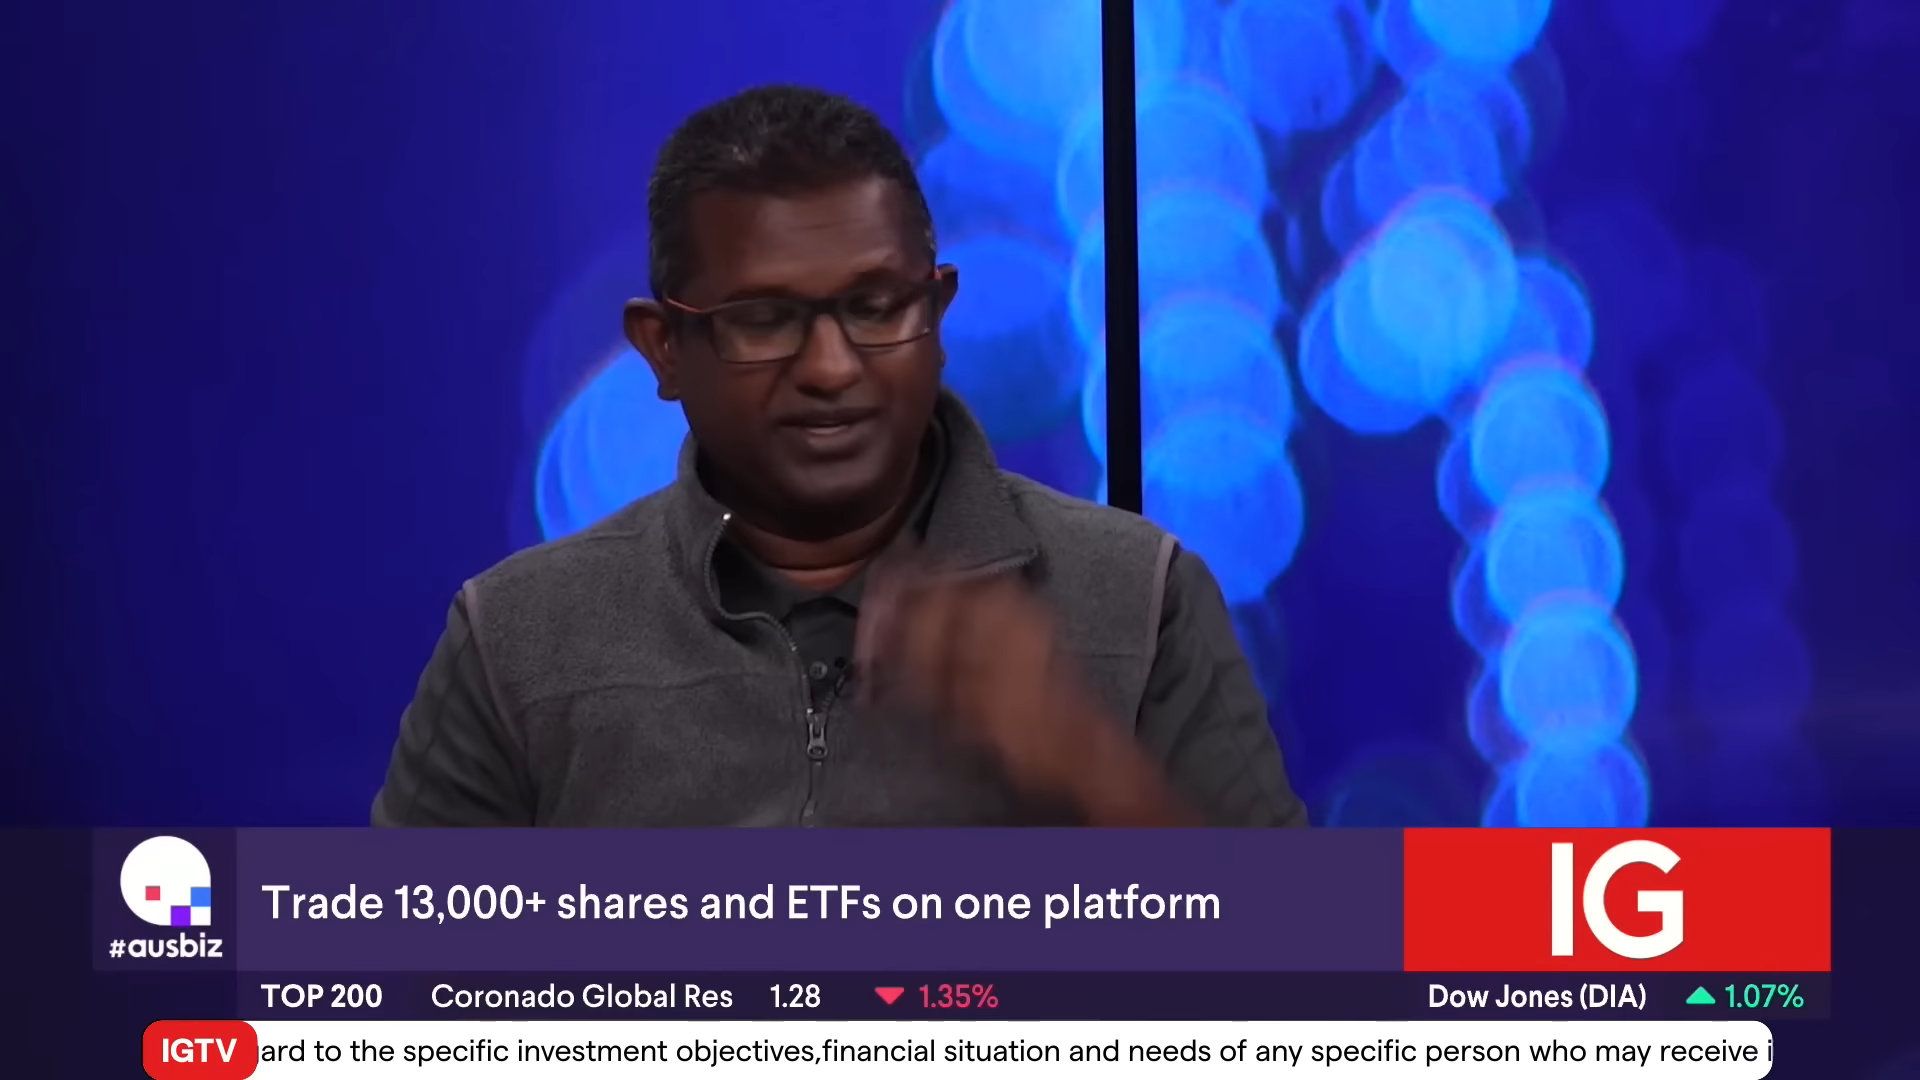 Trade 13,000+ shares and ETFs on one platform
IG
#ausbiz
TOP 200 Coronado Global Res 1.28 1.35% Dow Jones (DIA) 1.07%
IGTV ard to the specific investment objectives,financial situation and needs of any specific person who may receive i